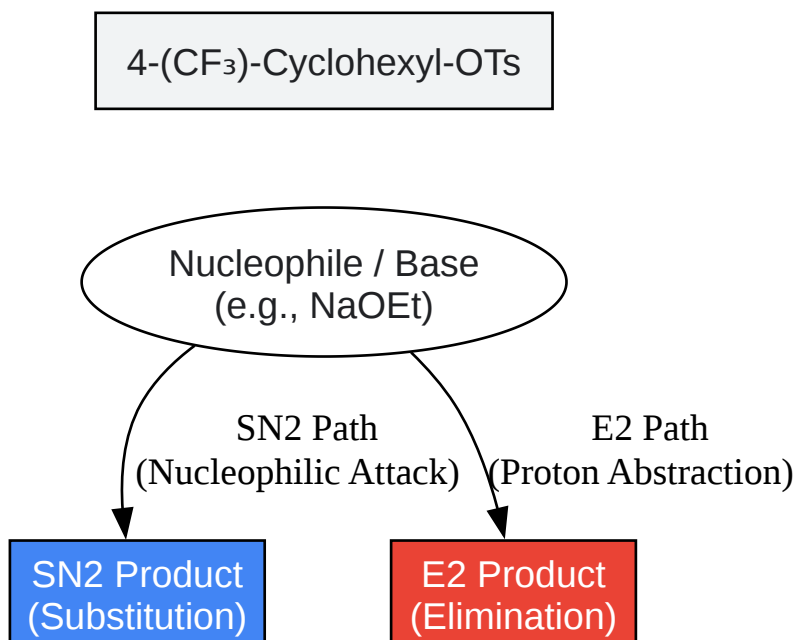 4-(CF₃)-Cyclohexyl-OTs
Nucleophile / Base
(e.g., NaOEt)
SN2 Path
(Nucleophilic Attack)
E2 Path
(Proton Abstraction)
SN2 Product
(Substitution)
E2 Product
(Elimination)